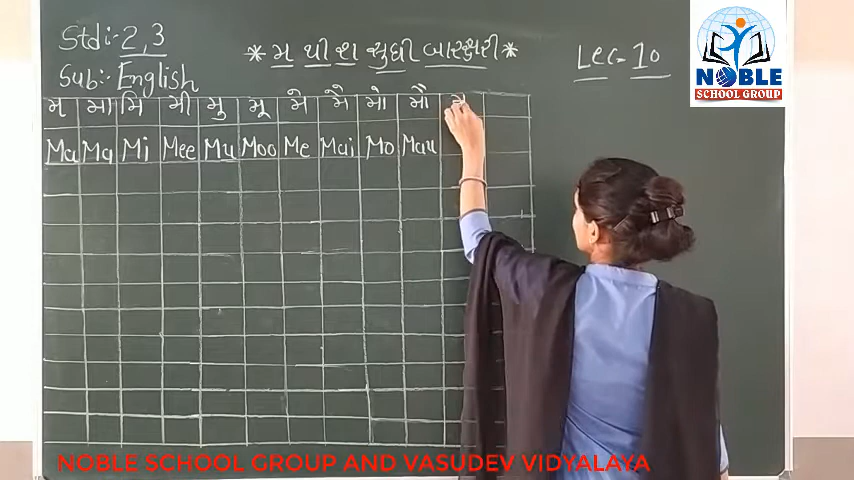 Std:- 2, 3
* મ થી શ સુધી બારક્ષરી *
Lec - 10
Sub:- English
NOBLE
SCHOOL GROUP
મ મા મિ મી મુ મૂ મે મૈ મો મૌ
Ma Ma Mi Mee Mu Moo Me Mai Mo Mau
NOBLE SCHOOL GROUP AND VASUDEV VIDYALAYA